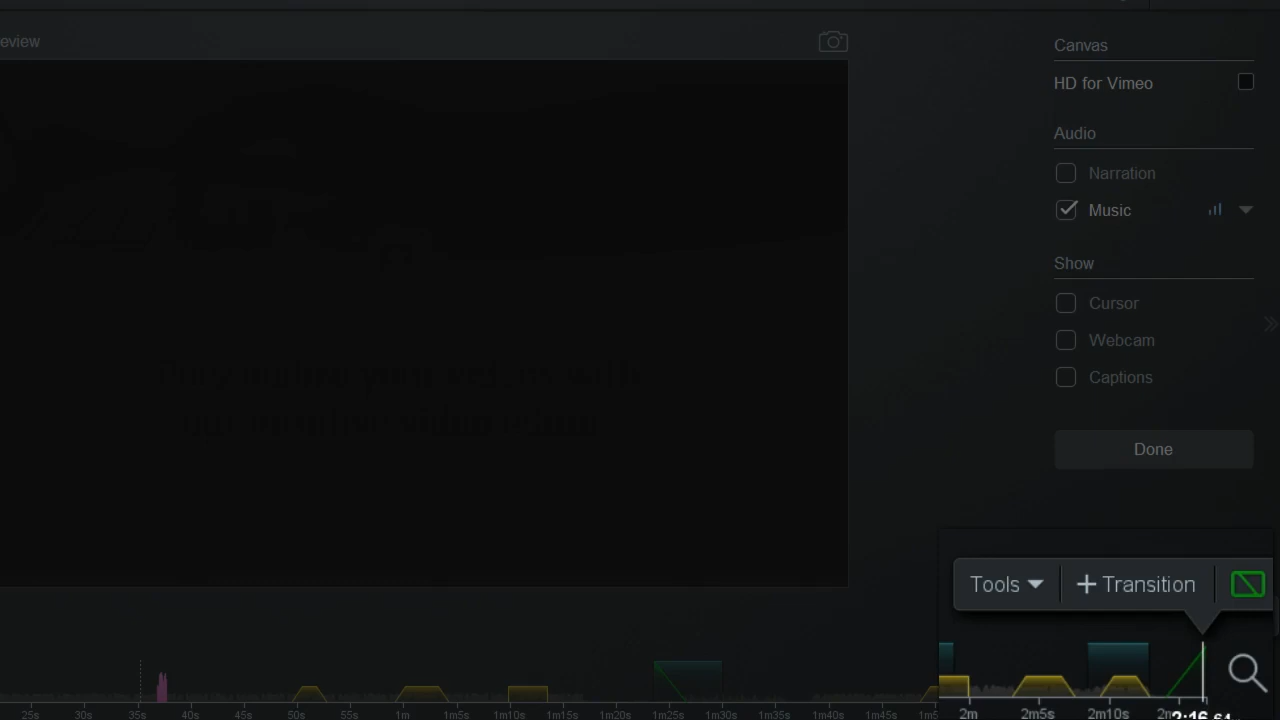 eview
Canvas
HD for Vimeo
Audio
Narration
Music
Show
Cursor
Webcam
Captions
Done
Tools + Transition
25s 30s 35s 40s 45s 50s 55s 1m 1m5s 1m10s 1m15s 1m20s 1m25s 1m30s 1m35s 1m40s 1m45s
2m 2m5s 2m10s